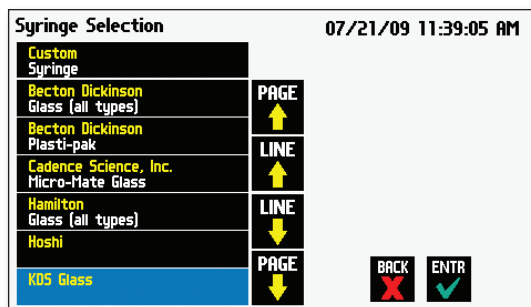 Syringe Selection
07/21/09 11:39:05 AM
Custom
Syringe
Becton Dickinson
Glass (all types)
Becton Dickinson
Plasti-pak
Cadence Science, Inc.
Micro-Mate Glass
Hamilton
Glass (all types)
Hoshi
KDS Glass
PAGE
LINE
LINE
PAGE
BACK
ENTR